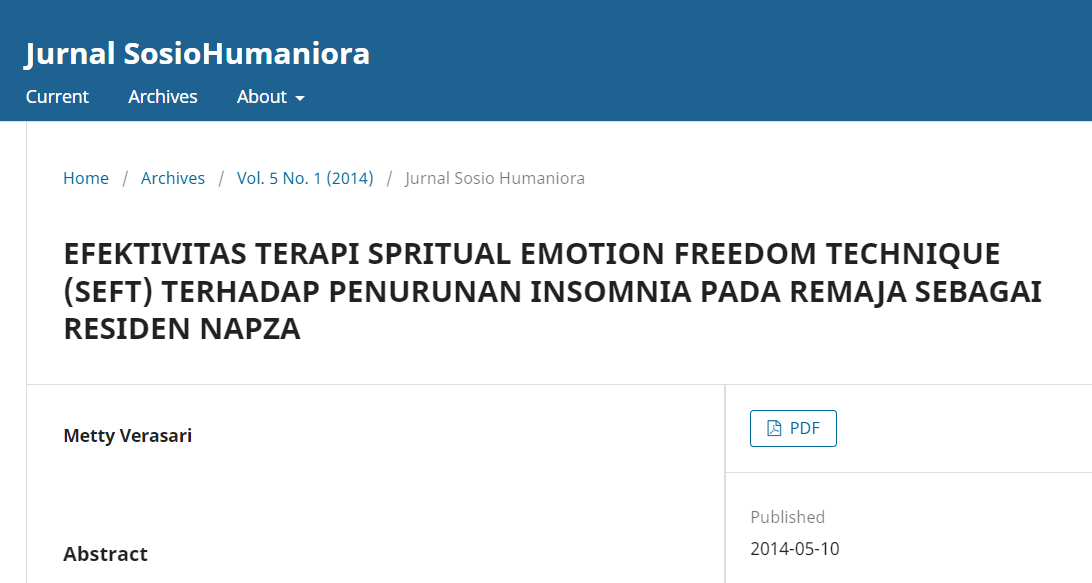 Jurnal SosioHumaniora
Current Archives About
Home / Archives / Vol. 5 No. 1 (2014) / Jurnal Sosio Humaniora
EFEKTIVITAS TERAPI SPRITUAL EMOTION FREEDOM TECHNIQUE
(SEFT) TERHADAP PENURUNAN INSOMNIA PADA REMAJA SEBAGAI
RESIDEN NAPZA
Metty Verasari
PDF
Published
2014-05-10
Abstract